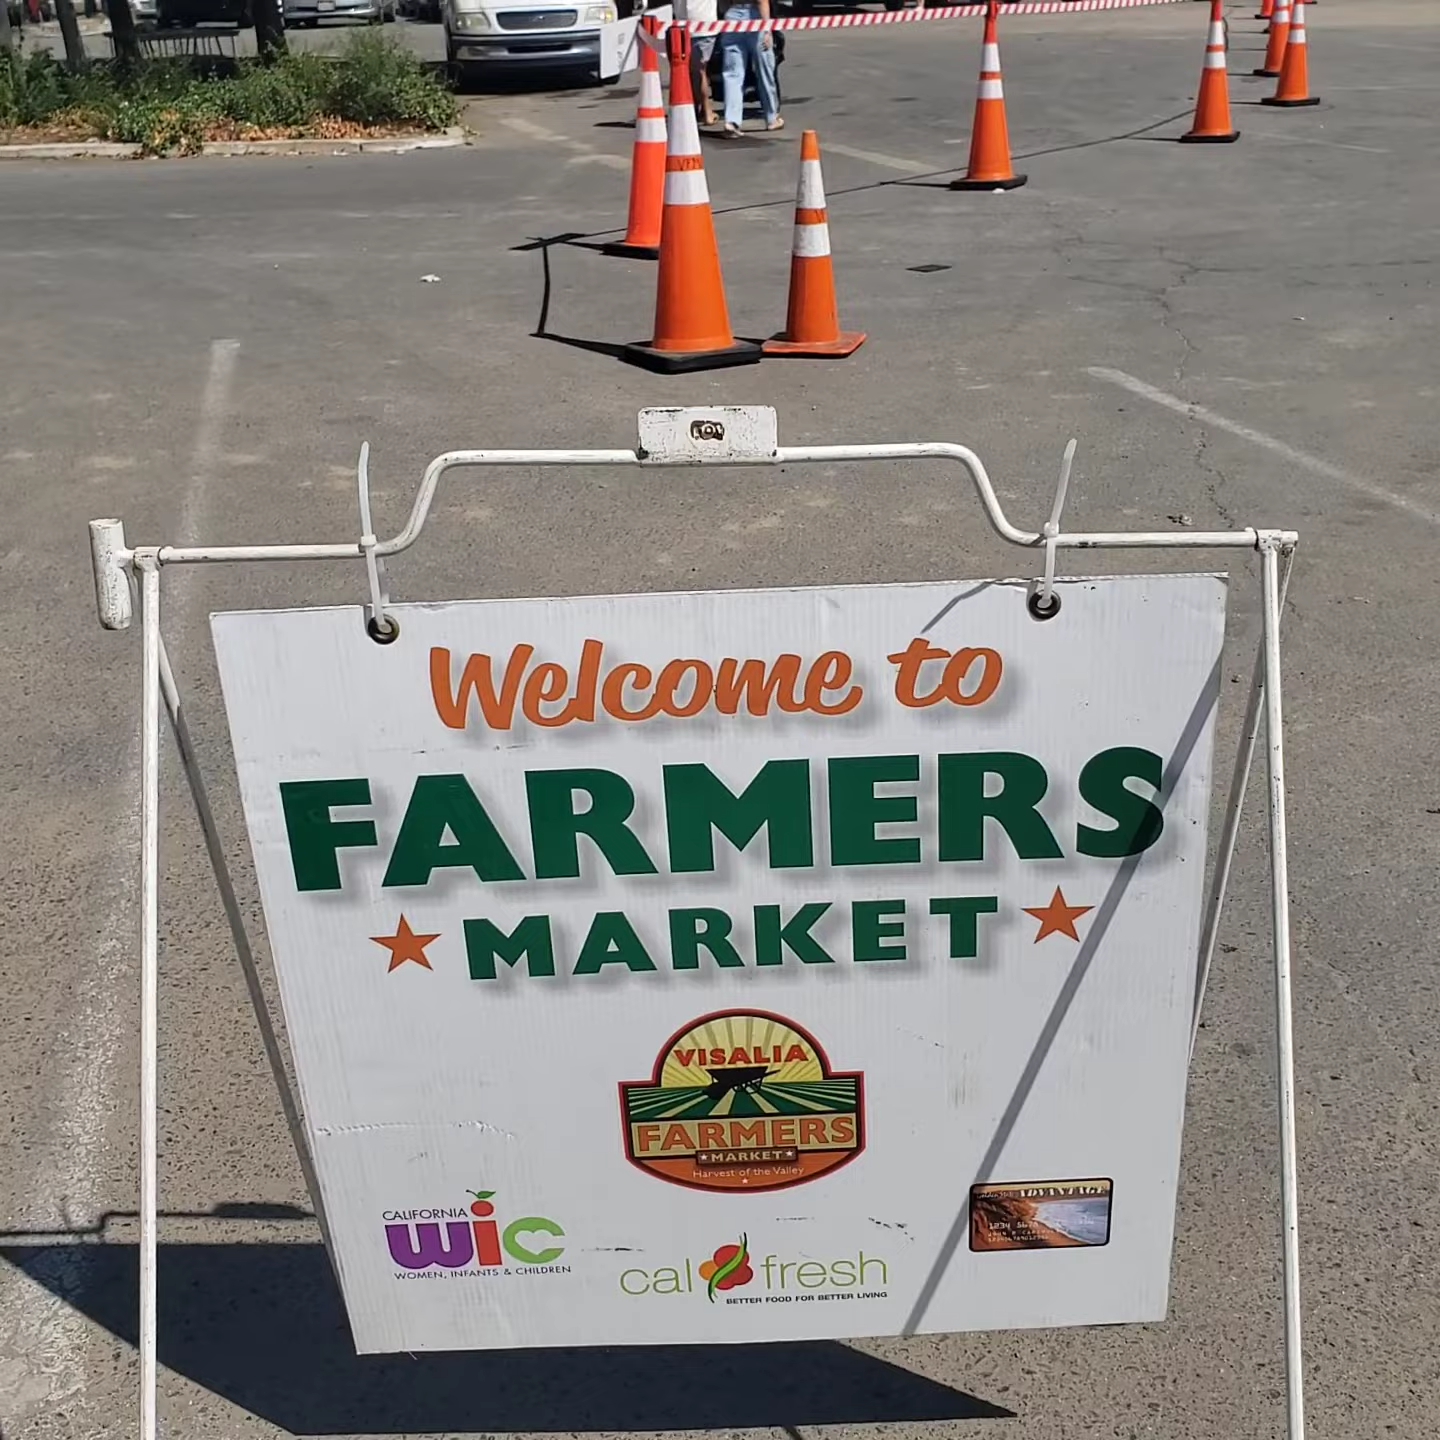 Welcome to
FARMERS
MARKET
VISALIA
FARMERS
MARKET
Harvest of the Valley
CALIFORNIA
wic
WOMEN, INFANTS & CHILDREN
cal fresh
BETTER FOOD FOR BETTER LIVING
ADVANTAGE